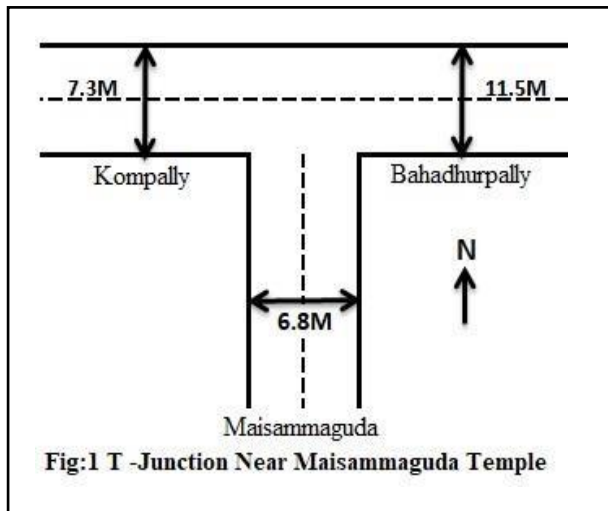 7.3M
11.5M
Kompally
Bahadhurpally
N
6.8M
Maisammaguda
Fig:1 T -Junction Near Maisammaguda Temple